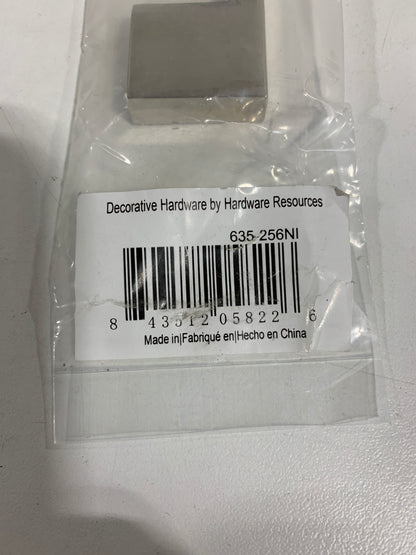 Decorative Hardware by Hardware Resources
635 256NI
8 43512 05822 6
Made in|Fabriqué en|Hecho en China